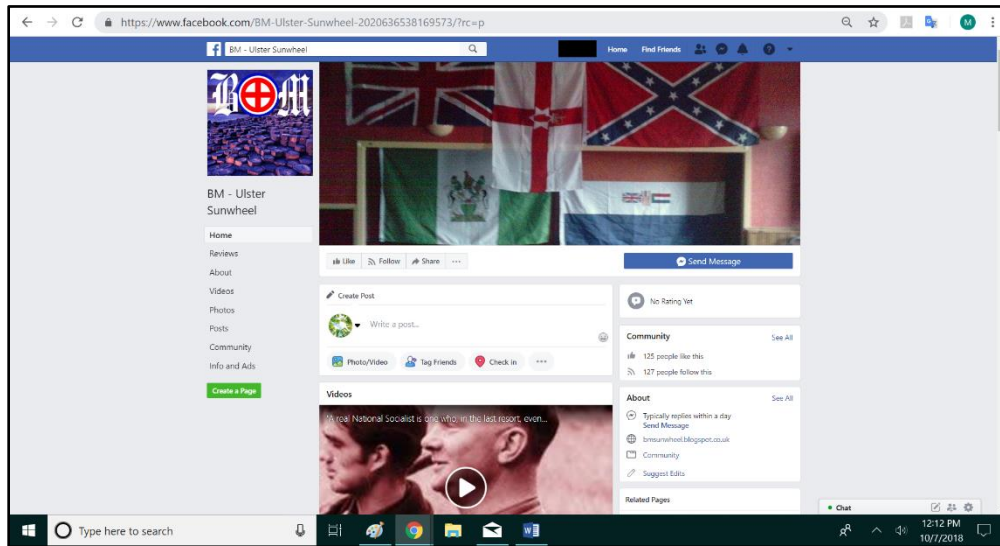 https://www.facebook.com/BM-Ulster-Sunwheel-2020636538169573/?rc=p
M
BM - Ulster Sunwheel
Home Find Friends
BM
BM - Ulster
Sunwheel
Home
Reviews
About
Videos
Photos
Posts
Community
Info and Ads
Create a Page
Like Follow Share
Send Message
Create Post
Write a post...
Photo/Video Tag Friends Check in
Videos
"A real National Socialist is one who, in the last resort, even...
No Rating Yet
Community See All
125 people like this
127 people follow this
About See All
Typically replies within a day
Send Message
bmsunwheel.blogspot.co.uk
Community
Suggest Edits
Related Pages
Chat
Type here to search
12:12 PM
10/7/2018